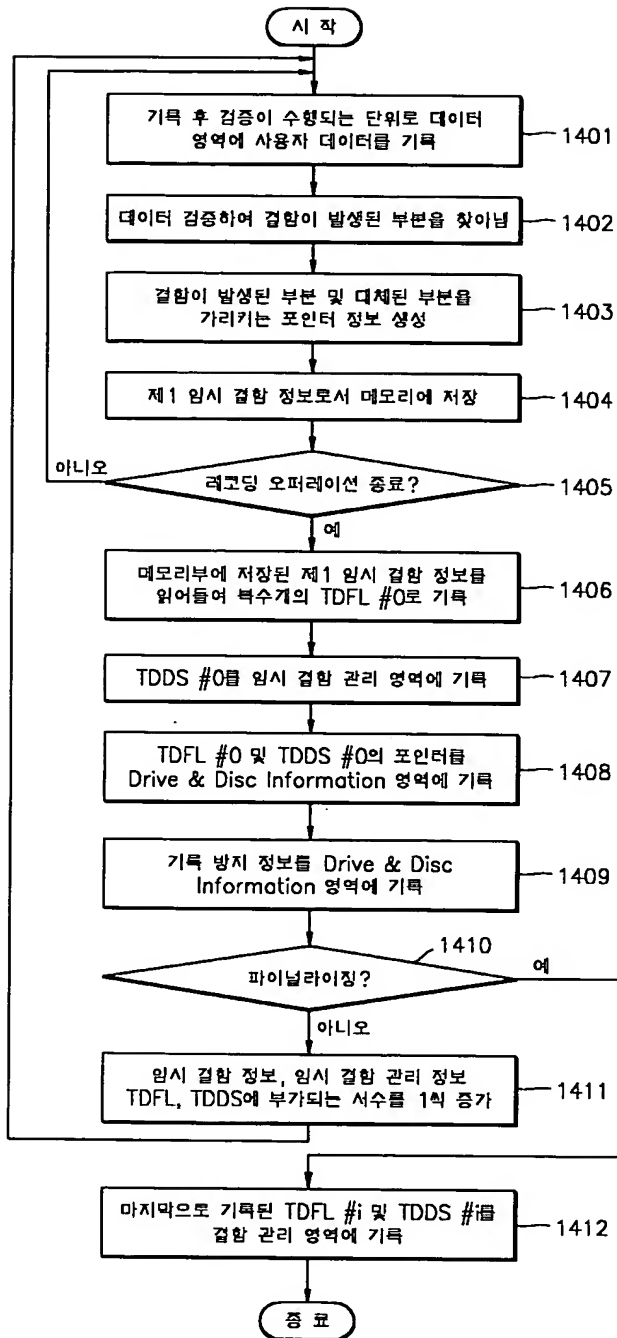 시 작
기록 후 검증이 수행되는 단위로 데이터
영역에 사용자 데이터를 기록
1401
데이터 검증하여 결함이 발생된 부분을 찾아냄
1402
결함이 발생된 부분 및 대체된 부분을
가리키는 포인터 정보 생성
1403
제1 임시 결함 정보로서 메모리에 저장
1404
아니오
레코딩 오퍼레이션 종료?
1405
예
메모리부에 저장된 제1 임시 결함 정보를
읽어들여 복수개의 TDFL #0로 기록
1406
TDDS #0를 임시 결함 관리 영역에 기록
1407
TDFL #0 및 TDDS #0의 포인터를
Drive & Disc Information 영역에 기록
1408
기록 방지 정보를 Drive & Disc
Information 영역에 기록
1409
1410
파이널라이징?
예
아니오
임시 결함 정보, 임시 결함 관리 정보
TDFL, TDDS에 부가되는 서수를 1씩 증가
1411
마지막으로 기록된 TDFL #i 및 TDDS #i를
결함 관리 영역에 기록
1412
종 료